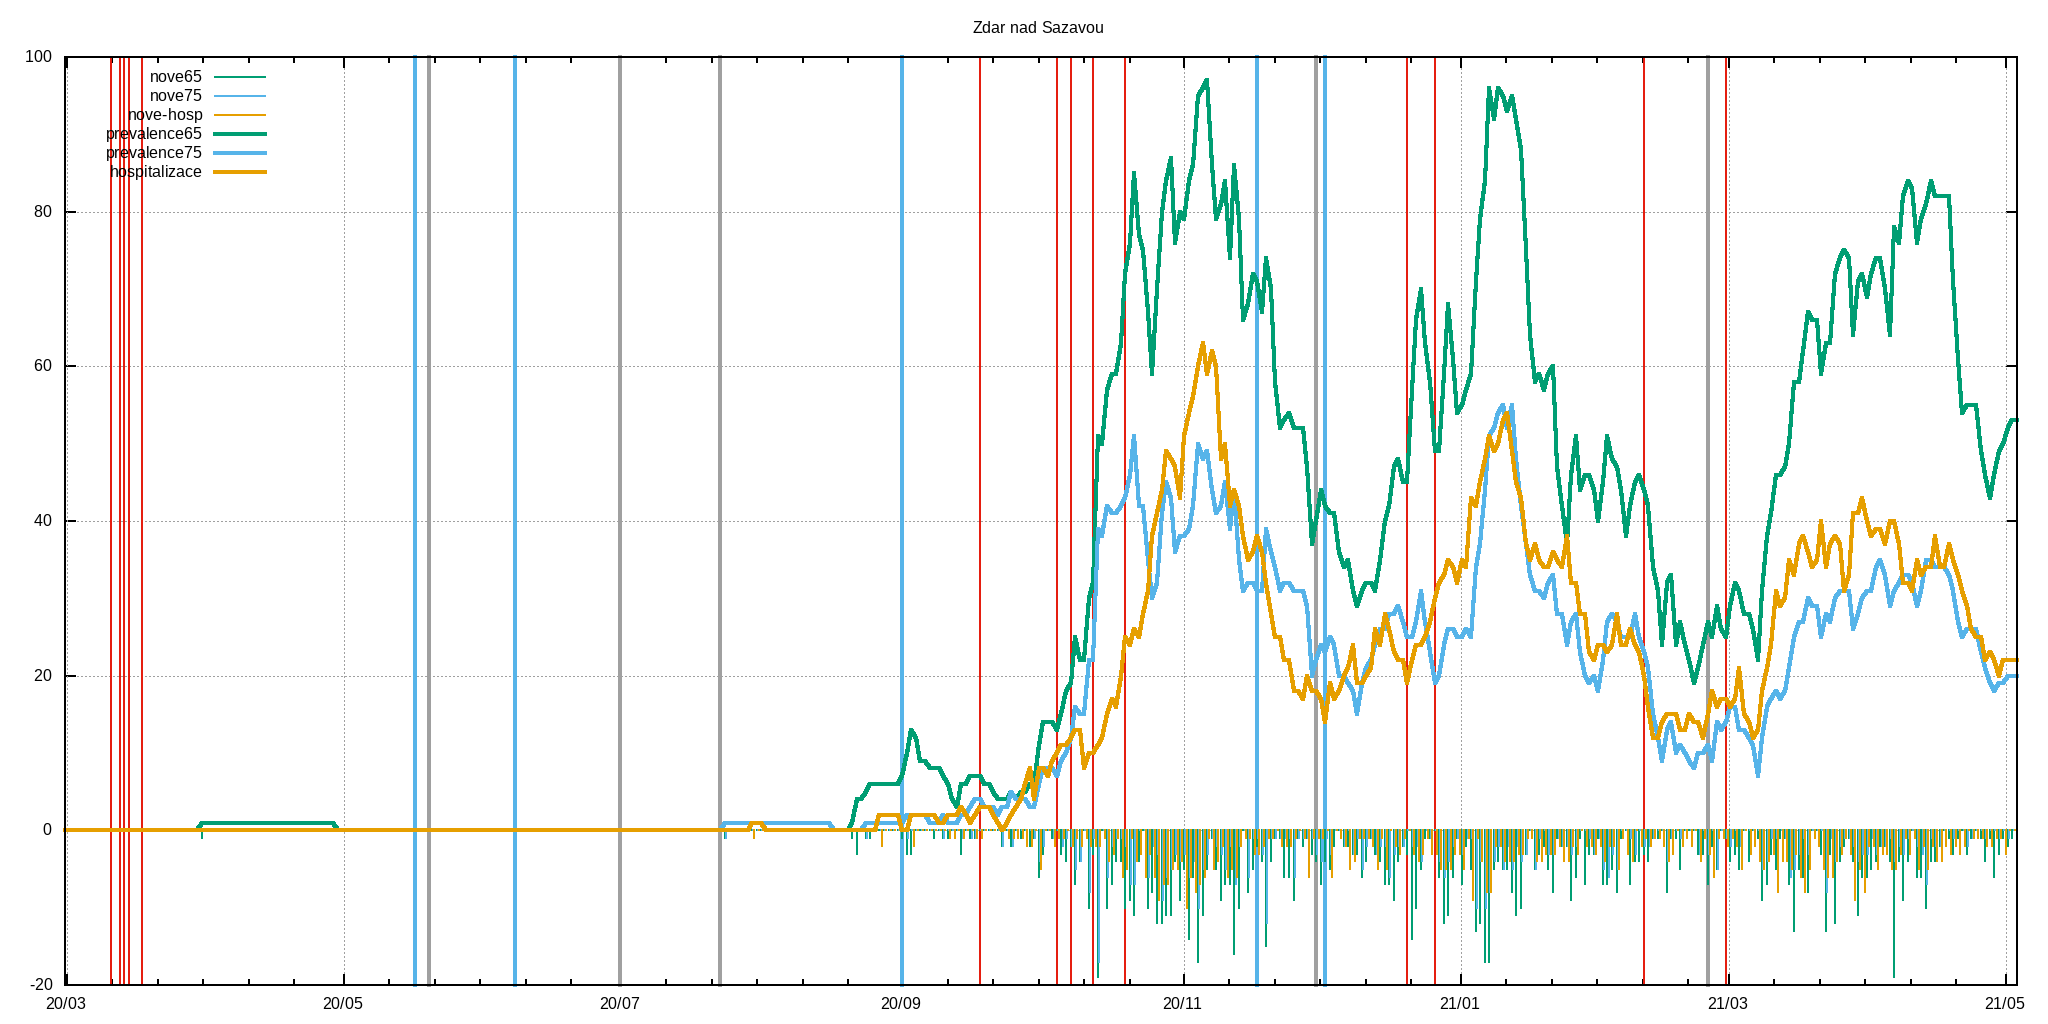 Zdar nad Sazavou
100
80
60
40
20
0
-20
nove65
nove75
nove-hosp
prevalence65
prevalence75
hospitalizace
20/03 20/05 20/07 20/09 20/11 21/01 21/03 21/05